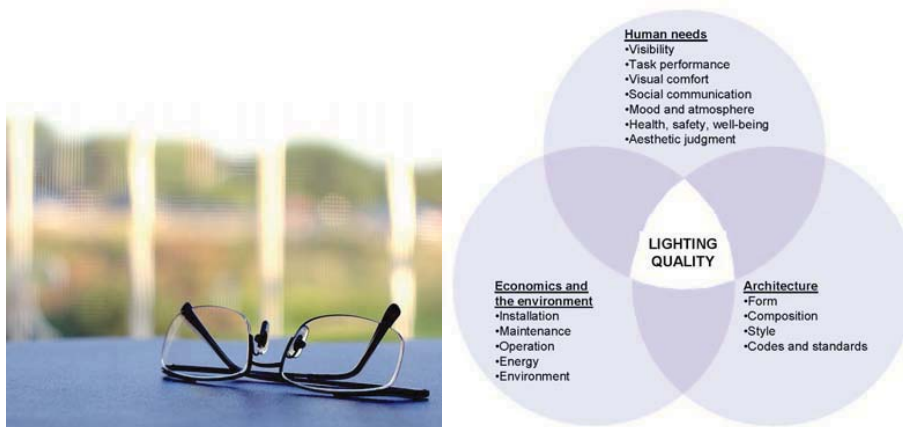 Human needs
•Visibility
•Task performance
•Visual comfort
•Social communication
•Mood and atmosphere
•Health, safety, well-being
•Aesthetic judgment
LIGHTING
QUALITY
Economics and
the environment
•Installation
•Maintenance
•Operation
•Energy
•Environment
Architecture
•Form
•Composition
•Style
•Codes and standards